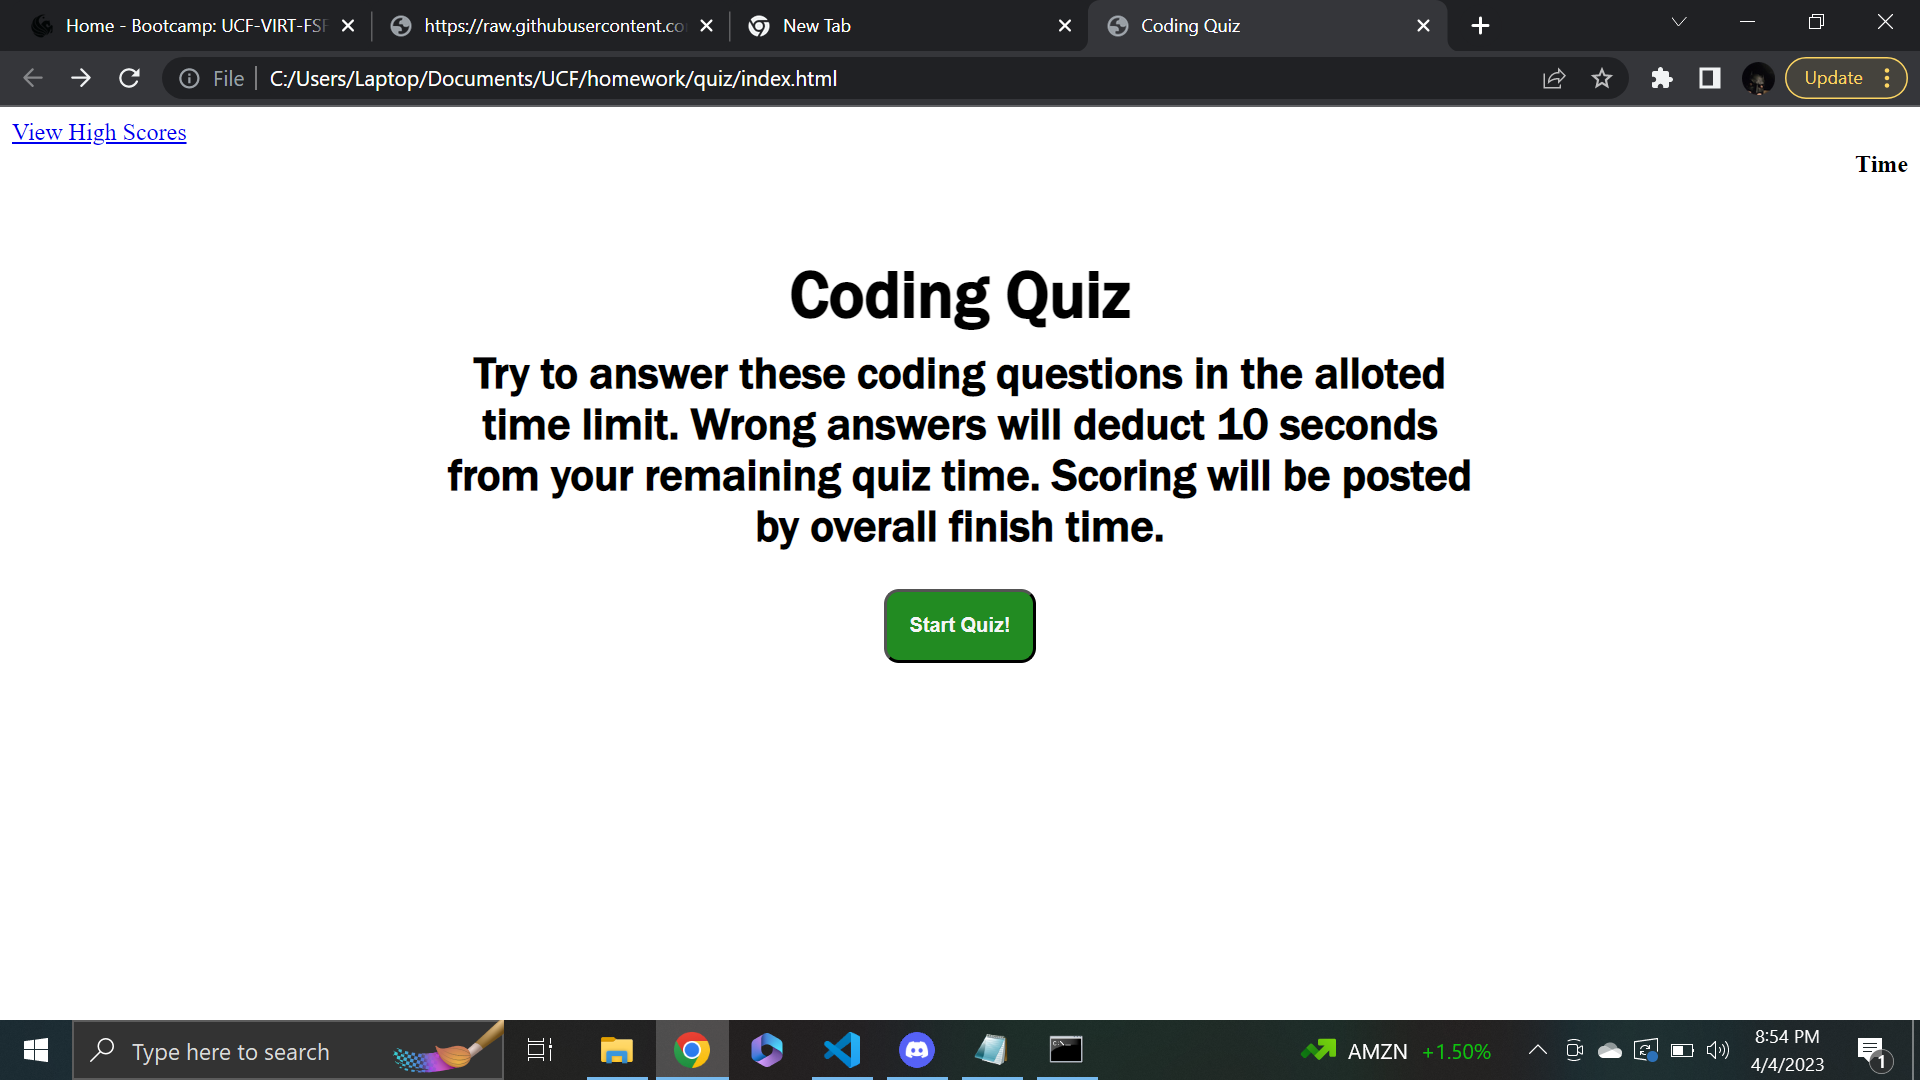 Home - Bootcamp: UCF-VIRT-FSF
https://raw.githubusercontent.co
New Tab
Coding Quiz
File
C:/Users/Laptop/Documents/UCF/homework/quiz/index.html
Update
View High Scores
Time
Coding Quiz
Try to answer these coding questions in the alloted
time limit. Wrong answers will deduct 10 seconds
from your remaining quiz time. Scoring will be posted
by overall finish time.
Start Quiz!
Type here to search
AMZN +1.50%
8:54 PM
4/4/2023
1